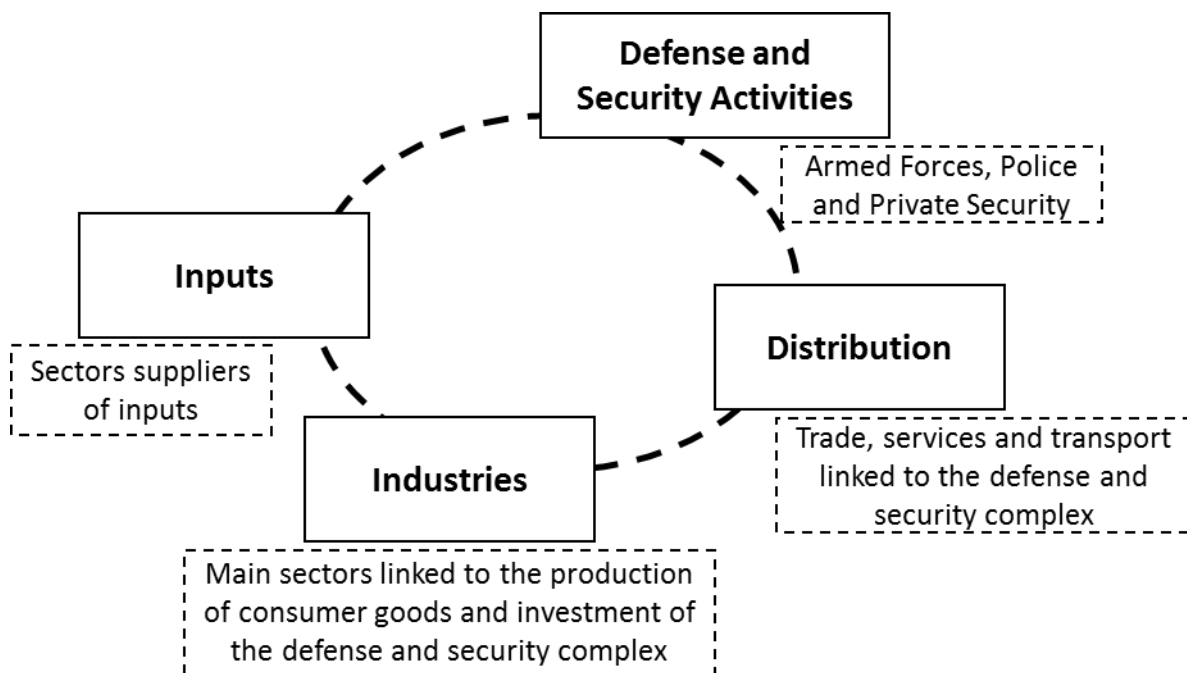 Defense and
Security Activities
Armed Forces, Police
and Private Security
Inputs
Sectors suppliers
of inputs
Distribution
Trade, services and transport
linked to the defense and
security complex
Industries
Main sectors linked to the production
of consumer goods and investment of
the defense and security complex